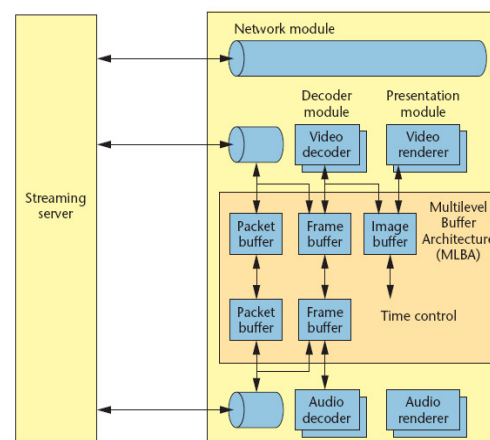 Network module
Decoder
module
Presentation
module
Video
decoder
Video
renderer
Streaming
server
Packet
buffer
Frame
buffer
Image
buffer
Multilevel
Buffer
Architecture
(MLBA)
Packet
buffer
Frame
buffer
Time control
Audio
decoder
Audio
renderer